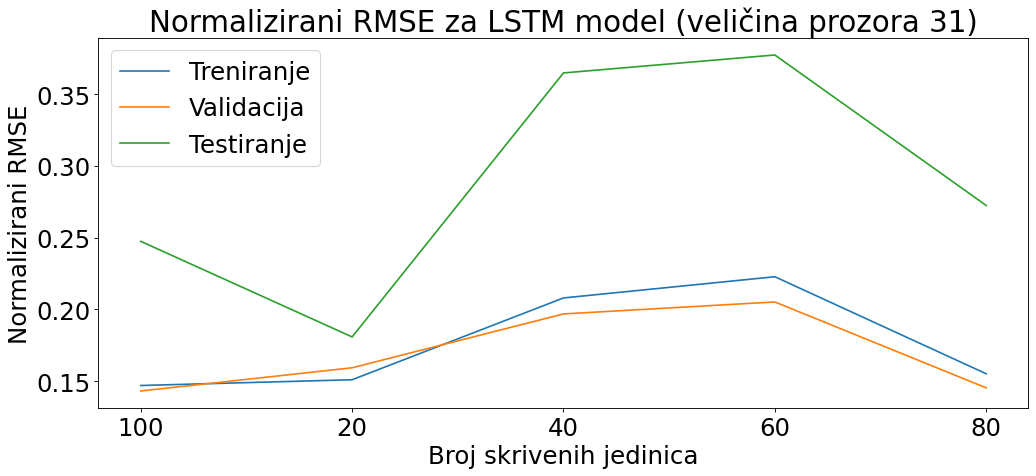 Normalizirani RMSE za LSTM model (veličina prozora 31)
Treniranje
Validacija
Testiranje
Normalizirani RMSE
0.35
0.30
0.25
0.20
0.15
100 20 40 60 80
Broj skrivenih jedinica